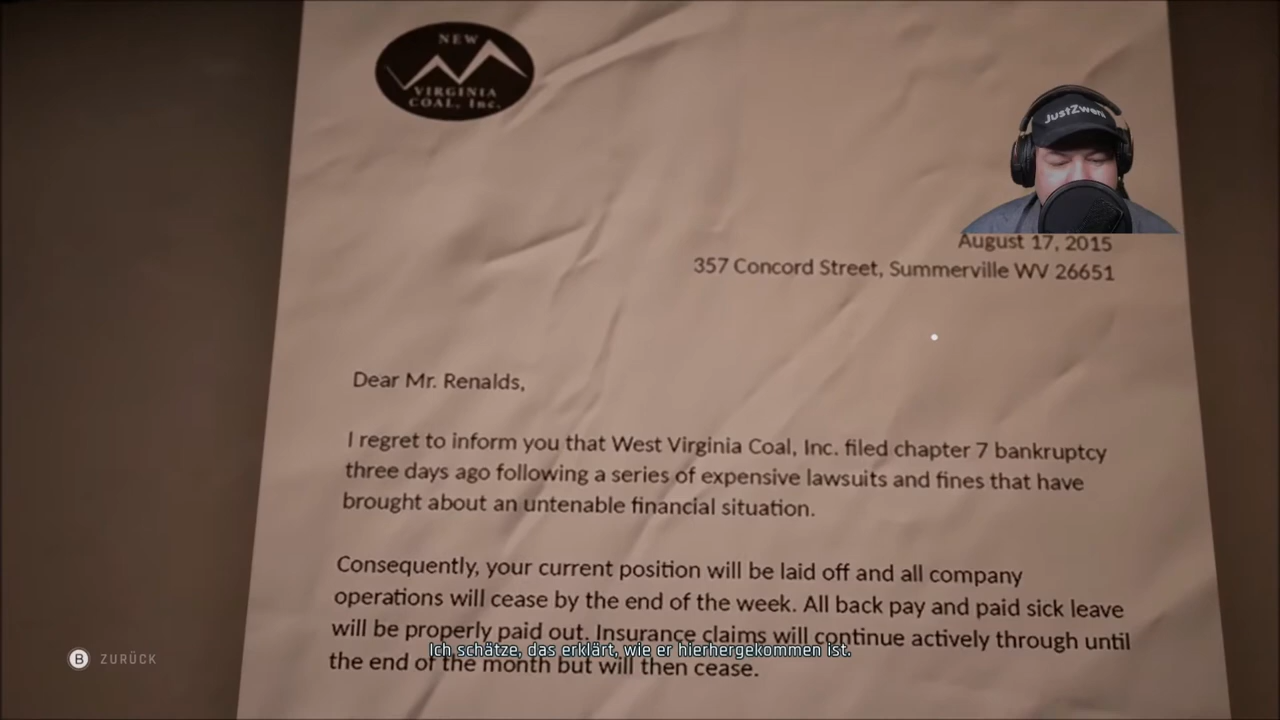 NEW
VIRGINIA
COAL, Inc.
August 17, 2015
357 Concord Street, Summerville WV 26651
Dear Mr. Renalds,
I regret to inform you that West Virginia Coal, Inc. filed chapter 7 bankruptcy
three days ago following a series of expensive lawsuits and fines that have
brought about an untenable financial situation.
Consequently, your current position will be laid off and all company
operations will cease by the end of the week. All back pay and paid sick leave
will be properly paid out. Insurance claims will continue actively through until
the end of the month but will then cease.
Ich schätze, das erklärt, wie er hierhergekommen ist.
B ZURÜCK